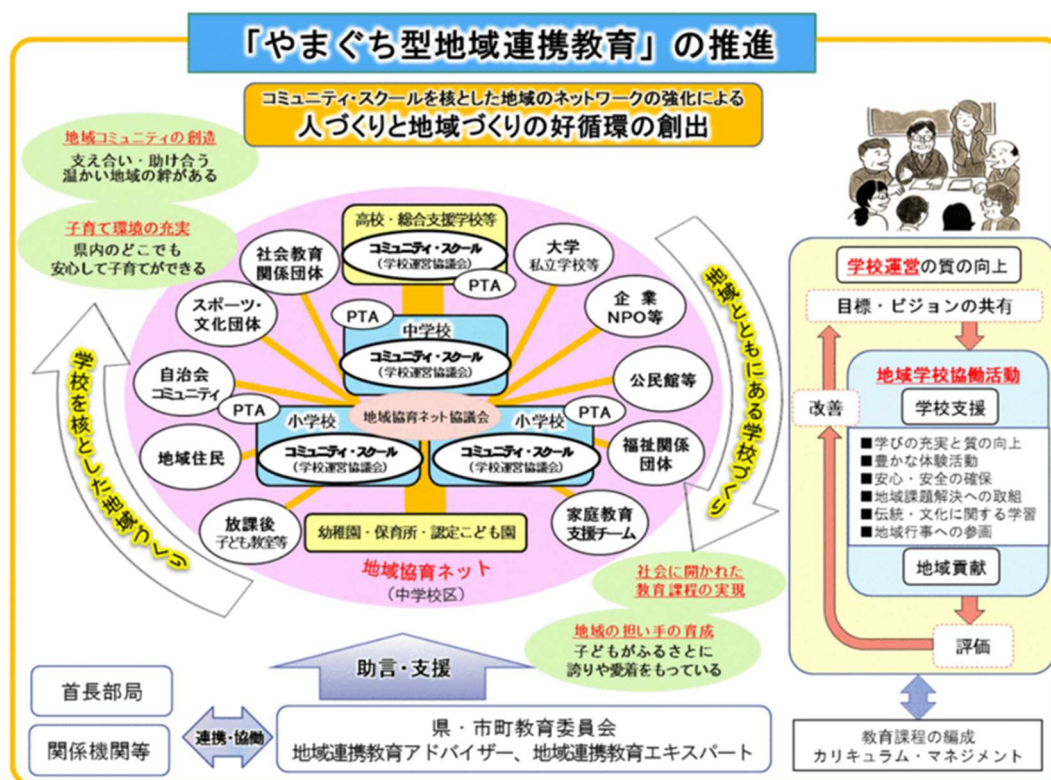 「やまぐち型地域連携教育」の推進
コミュニティ・スクールを核とした地域のネットワークの強化による
人づくりと地域づくりの好循環の創出
地域コミュニティの創造
支え合い・助け合う
温かい地域の絆がある
子育て環境の充実
県内のどこでも
安心して子育てができる
高校・総合支援学校等
コミュニティ・スクール
(学校運営協議会)
PTA
社会教育
関係団体
大学
私立学校等
スポーツ・
文化団体
企業
NPO等
PTA
中学校
コミュニティ・スクール
(学校運営協議会)
自治会
コミュニティ
公民館等
地域協育ネット協議会
PTA
小学校
コミュニティ・スクール
(学校運営協議会)
小学校
PTA
コミュニティ・スクール
(学校運営協議会)
地域住民
福祉関係
団体
放課後
子ども教室等
幼稚園・保育所・認定こども園
家庭教育
支援チーム
地域協育ネット
(中学校区)
学校を核とした地域づくり
地域とともにある学校づくり
社会に開かれた
教育課程の実現
地域の担い手の育成
子どもがふるさとに
誇りや愛着をもっている
助言・支援
首長部局
関係機関等
連携・協働
県・市町教育委員会
地域連携教育アドバイザー、地域連携教育エキスパート
学校運営の質の向上
目標・ビジョンの共有
地域学校協働活動
学校支援
■学びの充実と質の向上
■豊かな体験活動
■安心・安全の確保
■地域課題解決への取組
■伝統・文化に関する学習
■地域行事への参画
地域貢献
改善
評価
教育課程の編成
カリキュラム・マネジメント